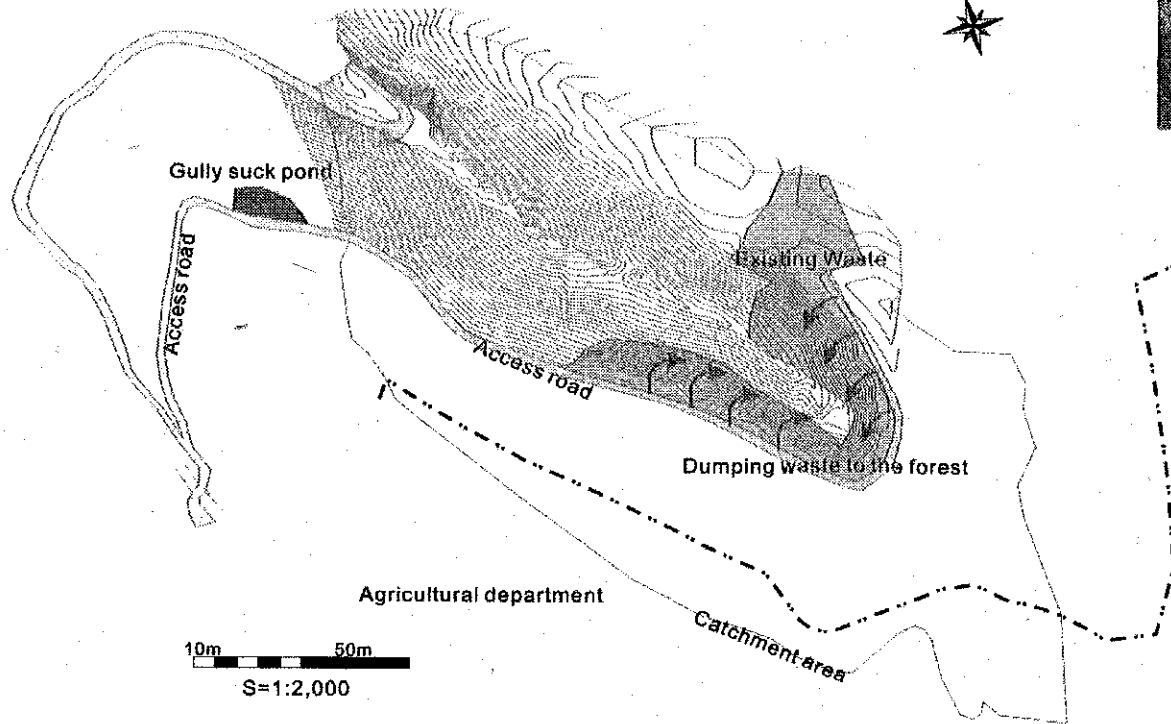 Gully suck pond
Access road
Existing Waste
Access road
Dumping waste to the forest
Agricultural department
Catchment area
10m 50m
S=1:2,000